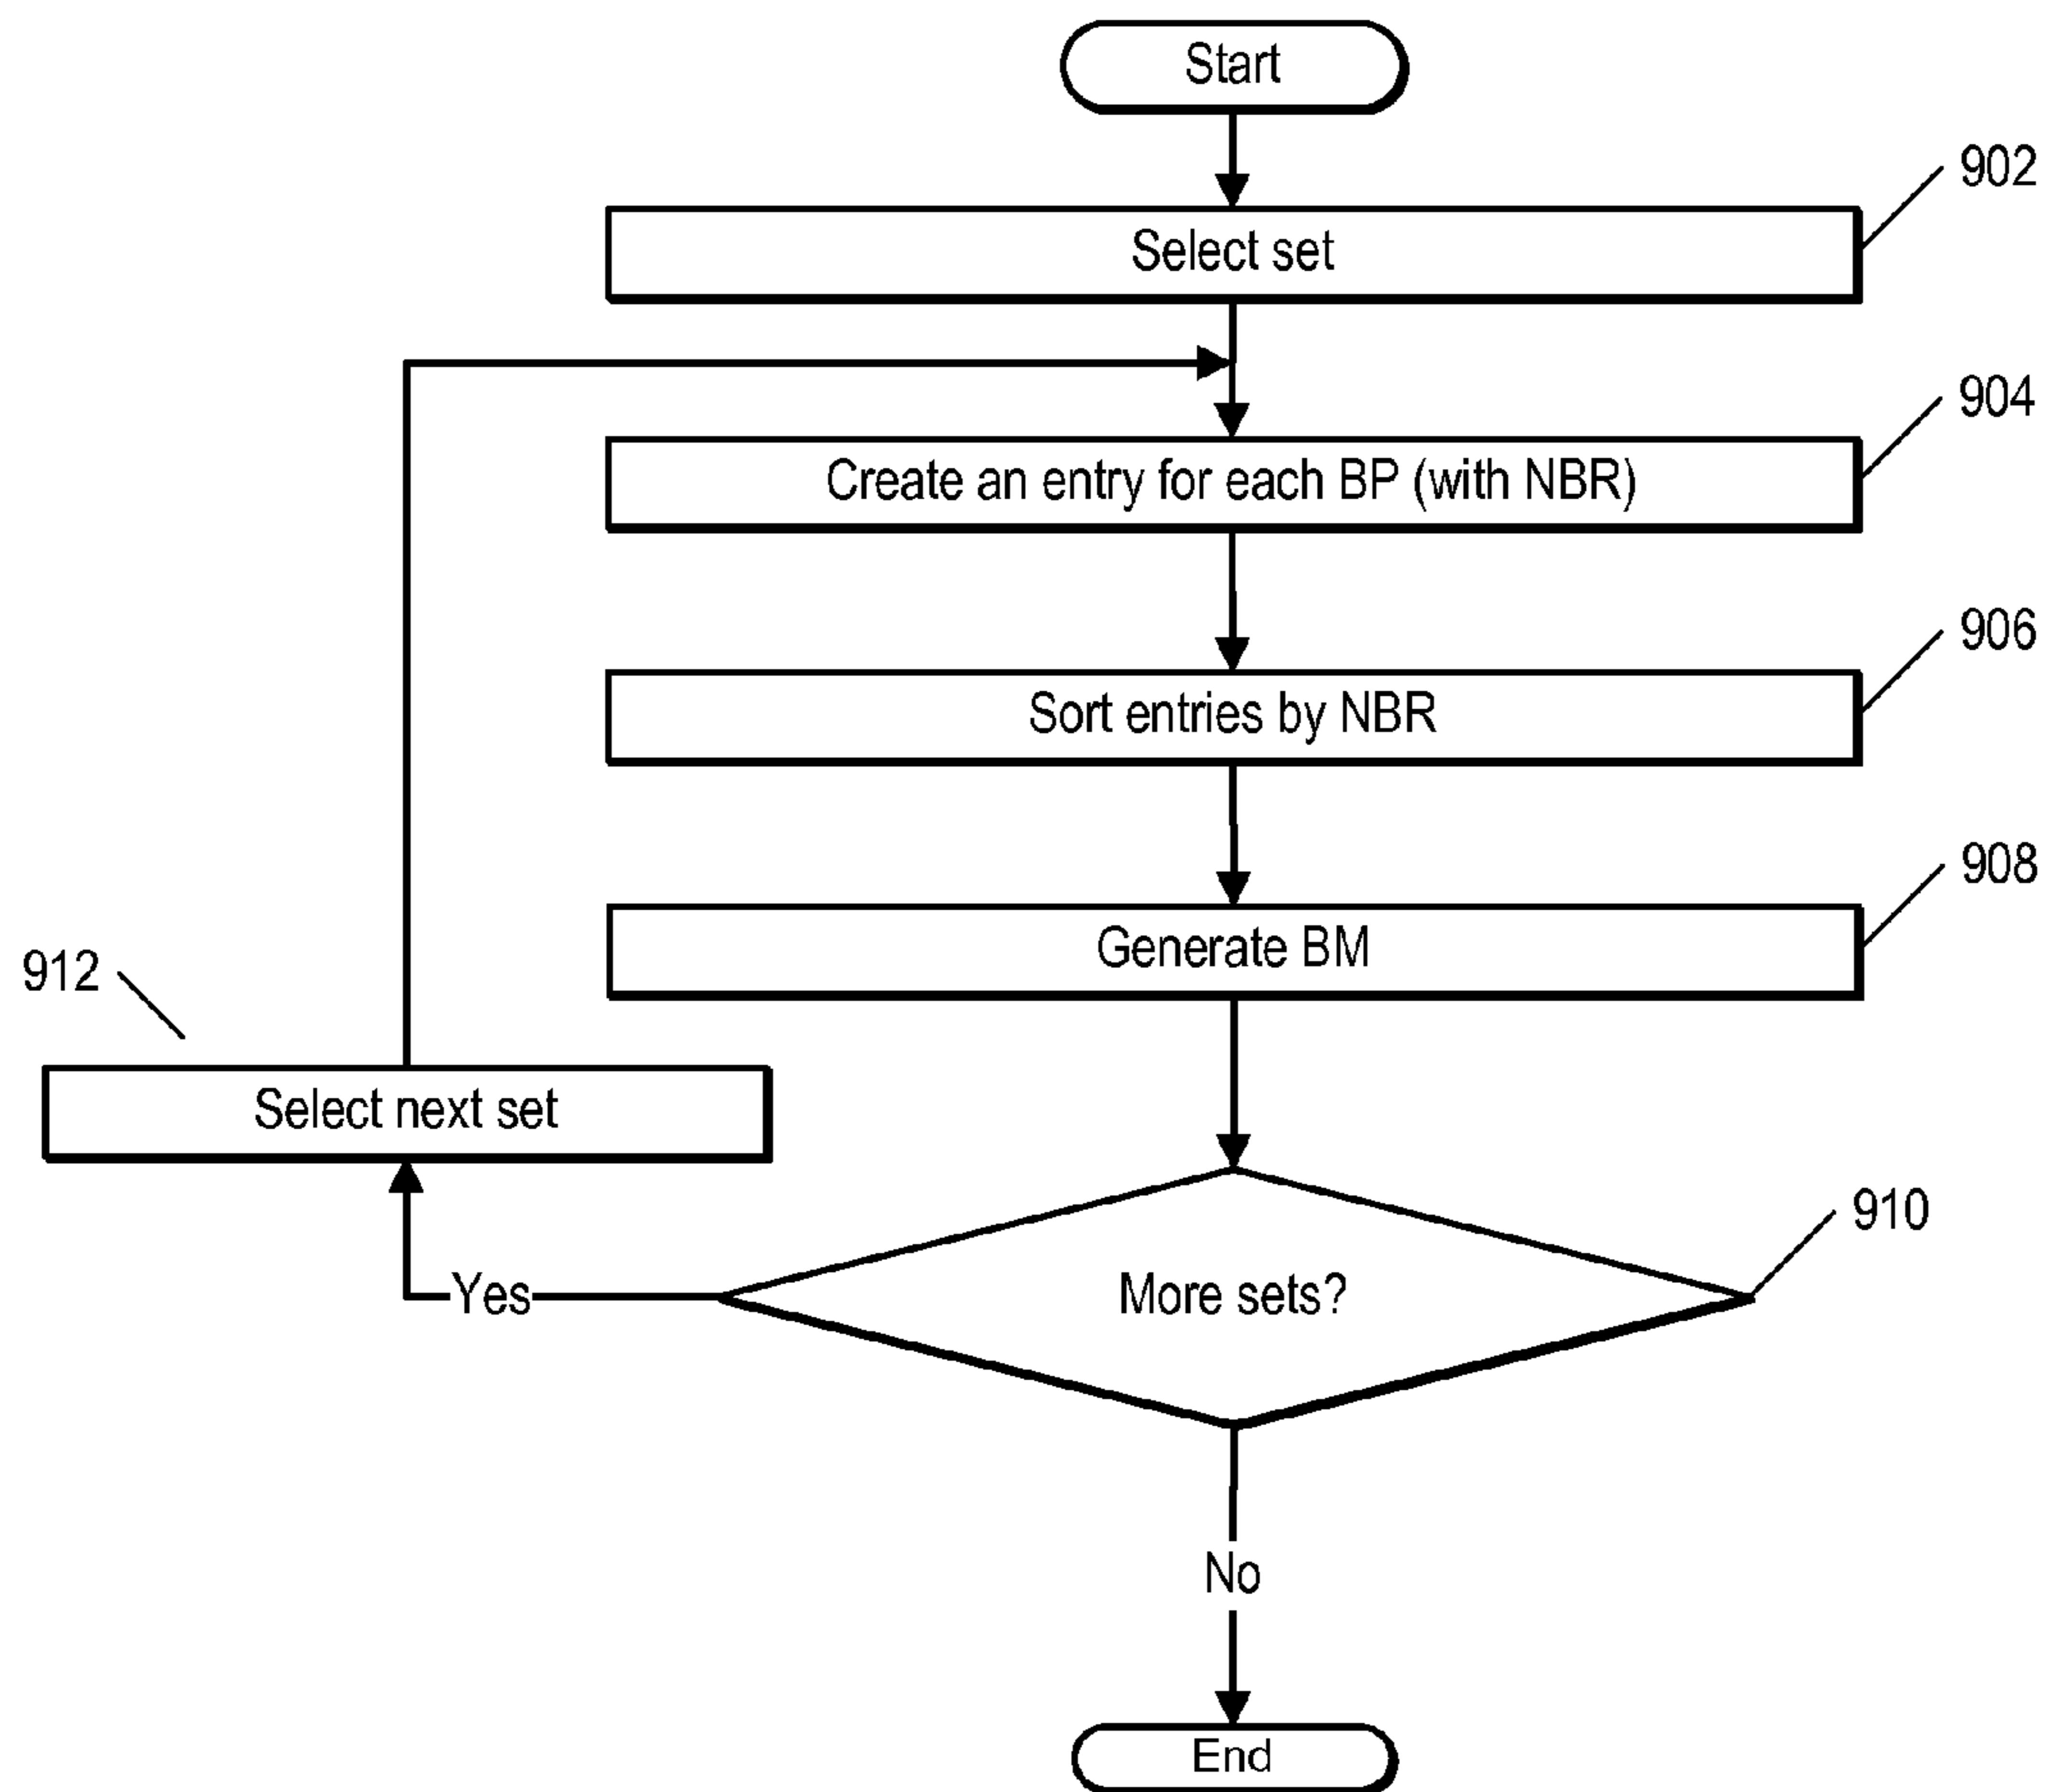 Start
902
Select set
904
Create an entry for each BP (with NBR)
906
Sort entries by NBR
908
Generate BM
912
Select next set
910
More sets?
Yes
No
End